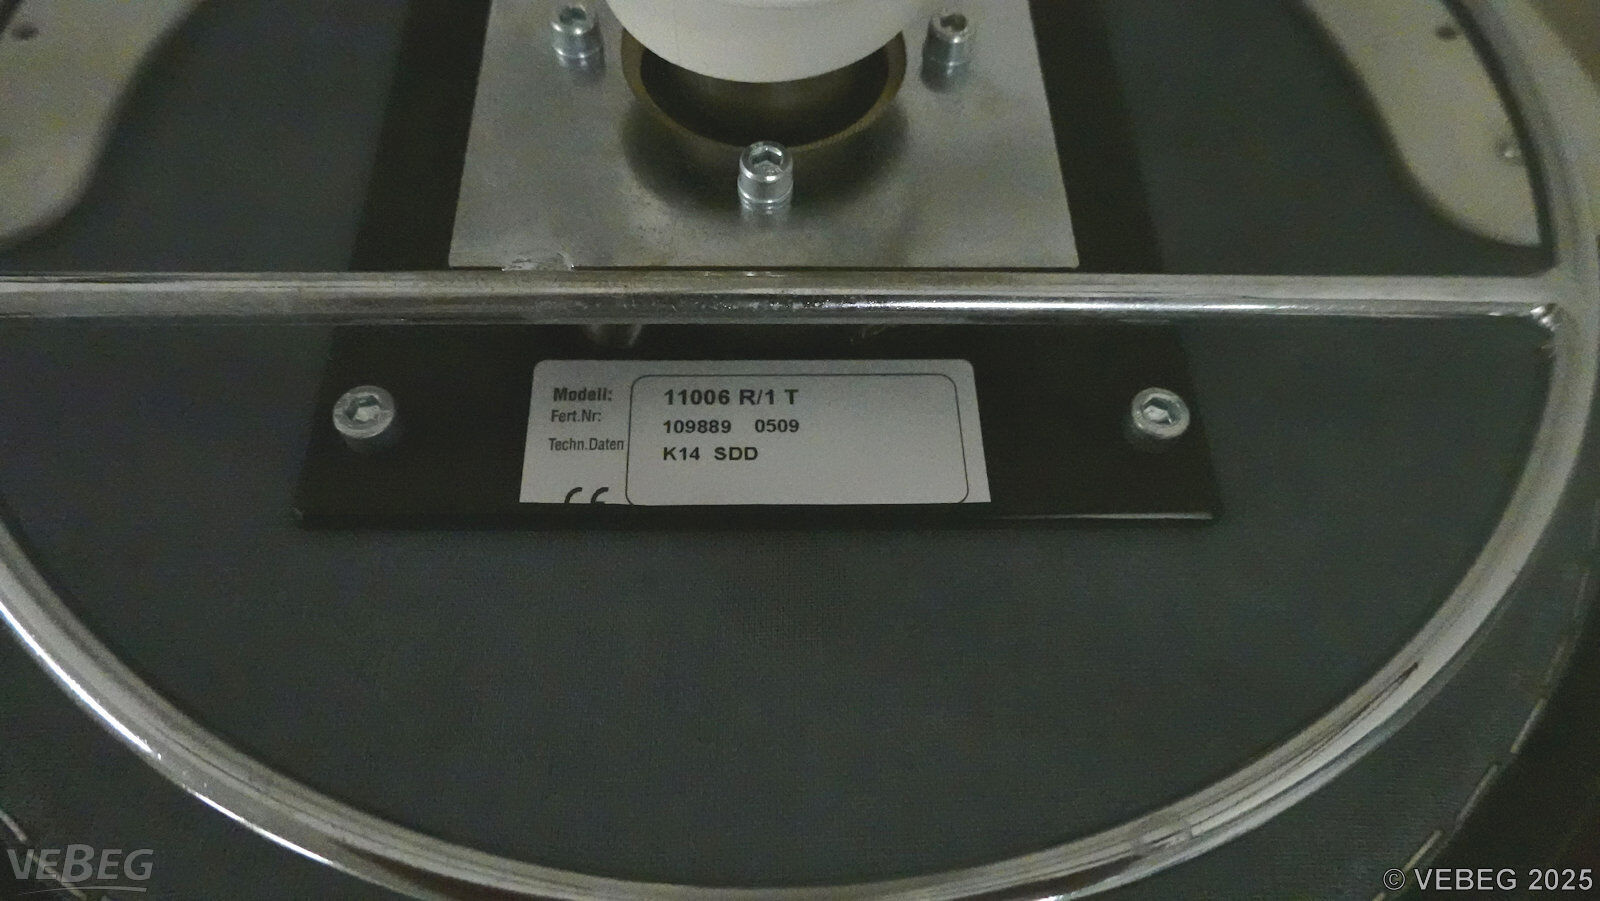 Modell: 11006 R/1 T
Fert.Nr: 109889 0509
Techn.Daten K14 SDD
CE
VEBEG
© VEBEG 2025